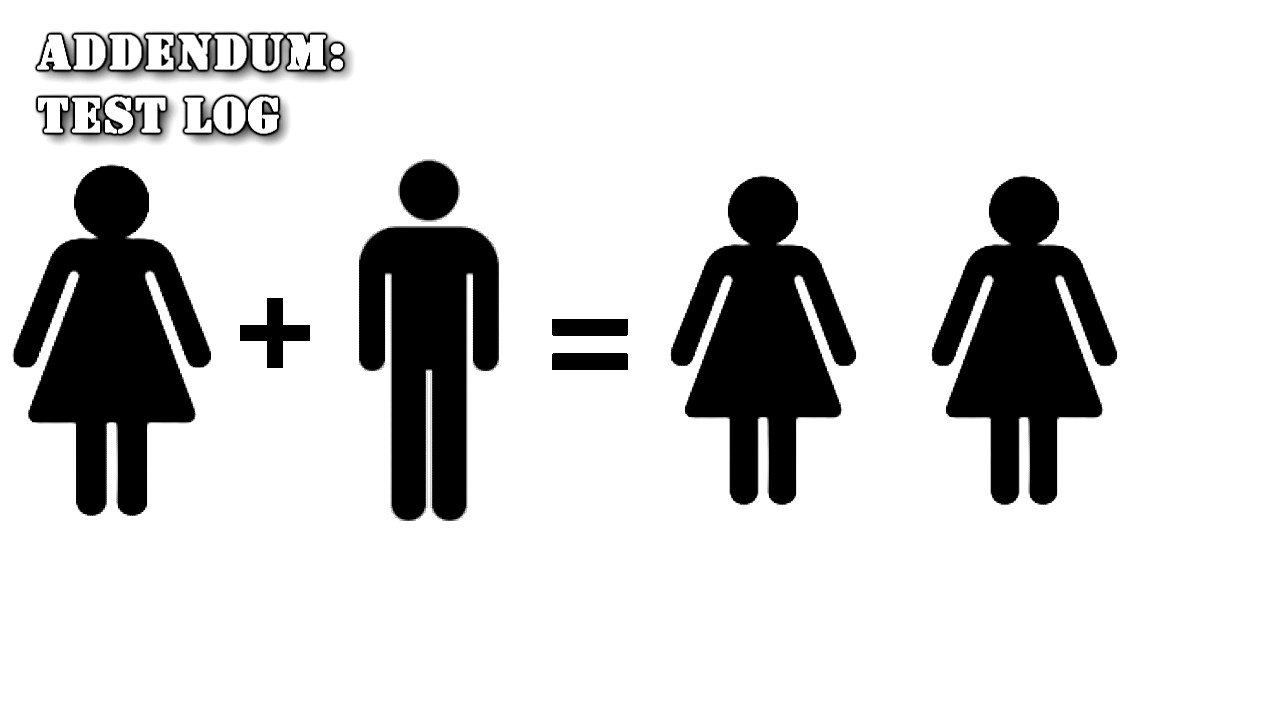 ADDENDUM:
TEST LOG
+ =